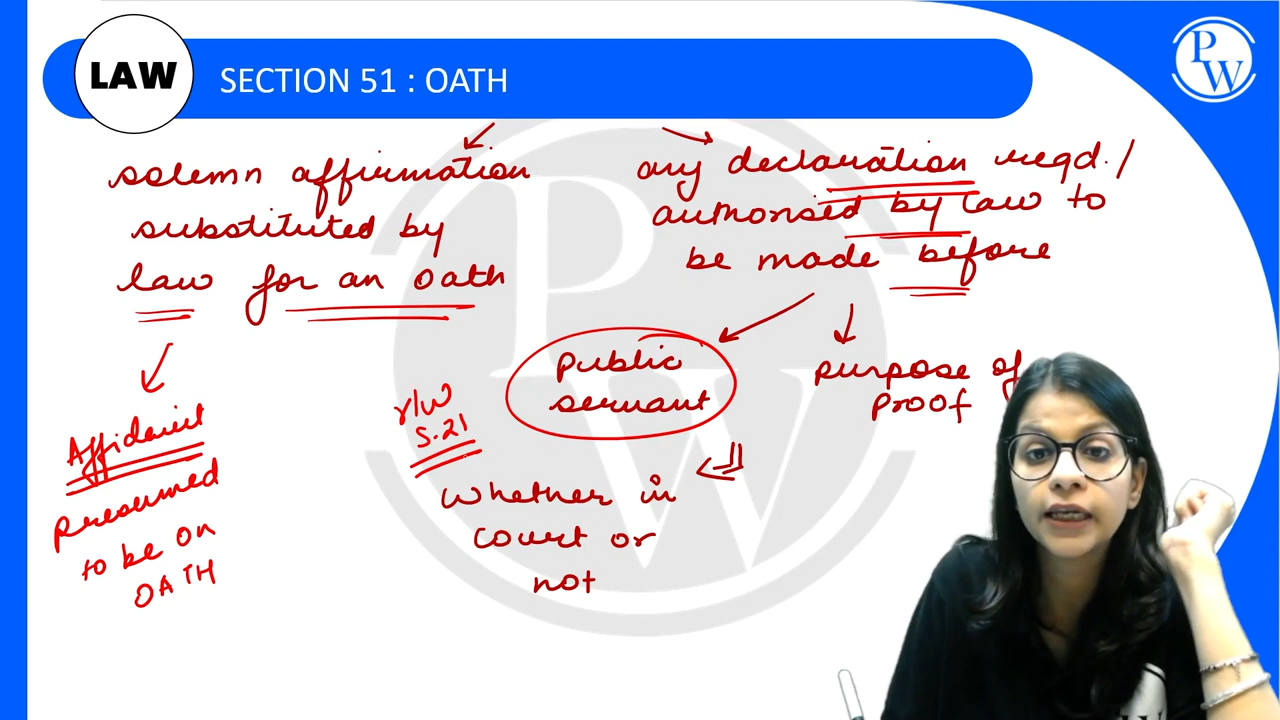 LAW
SECTION 51 : OATH
PW
solemn affirmation
substituted by
law for an oath
any declaration reqd./
authorised by law to
be made before
public
servant
purpose of
proof
r/w
S.21
whether in
court or
not
Affidavit
presumed
to be on
OATH